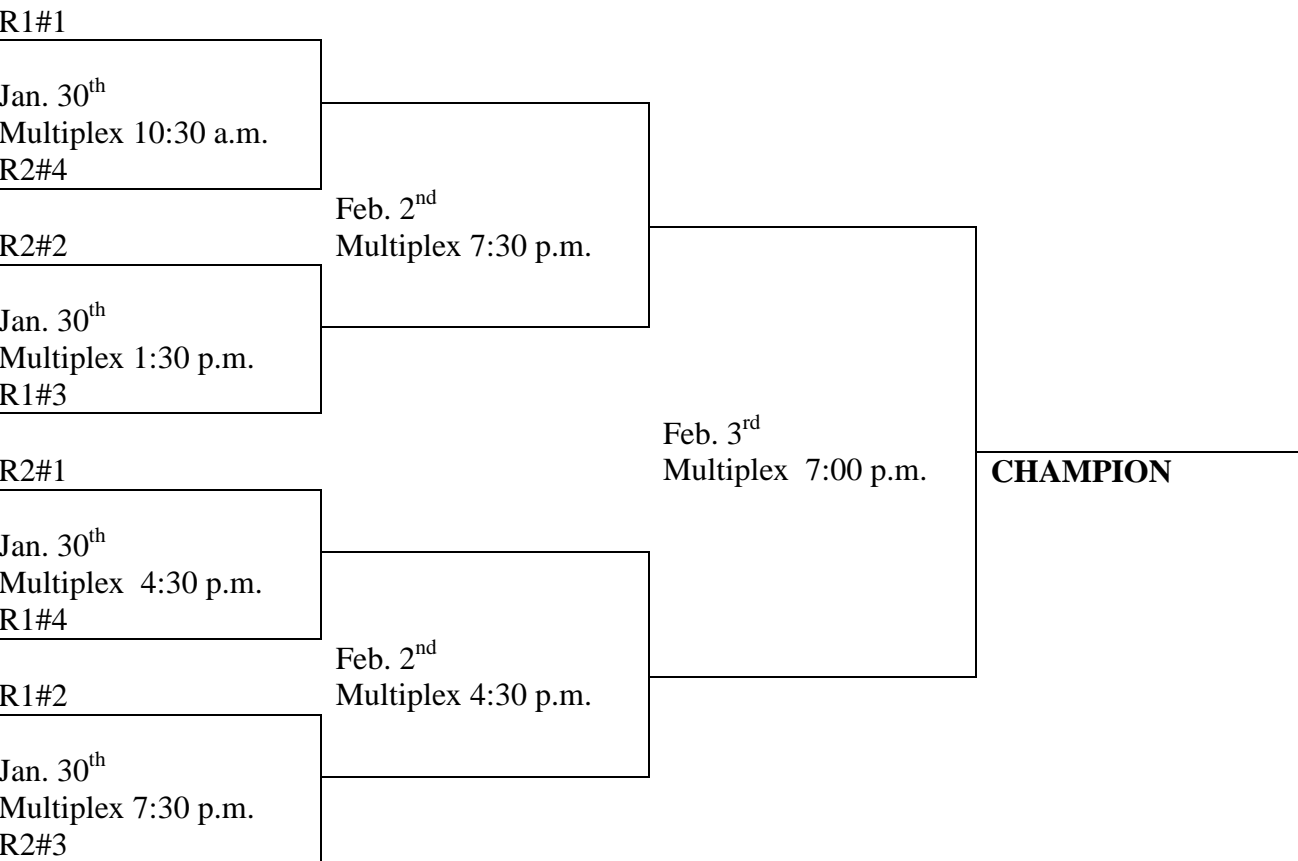 R1#1
Jan. 30th
Multiplex 10:30 a.m.
R2#4
Feb. 2nd
Multiplex 7:30 p.m.
R2#2
Jan. 30th
Multiplex 1:30 p.m.
R1#3
Feb. 3rd
Multiplex  7:00 p.m.
CHAMPION
R2#1
Jan. 30th
Multiplex  4:30 p.m.
R1#4
Feb. 2nd
Multiplex 4:30 p.m.
R1#2
Jan. 30th
Multiplex 7:30 p.m.
R2#3